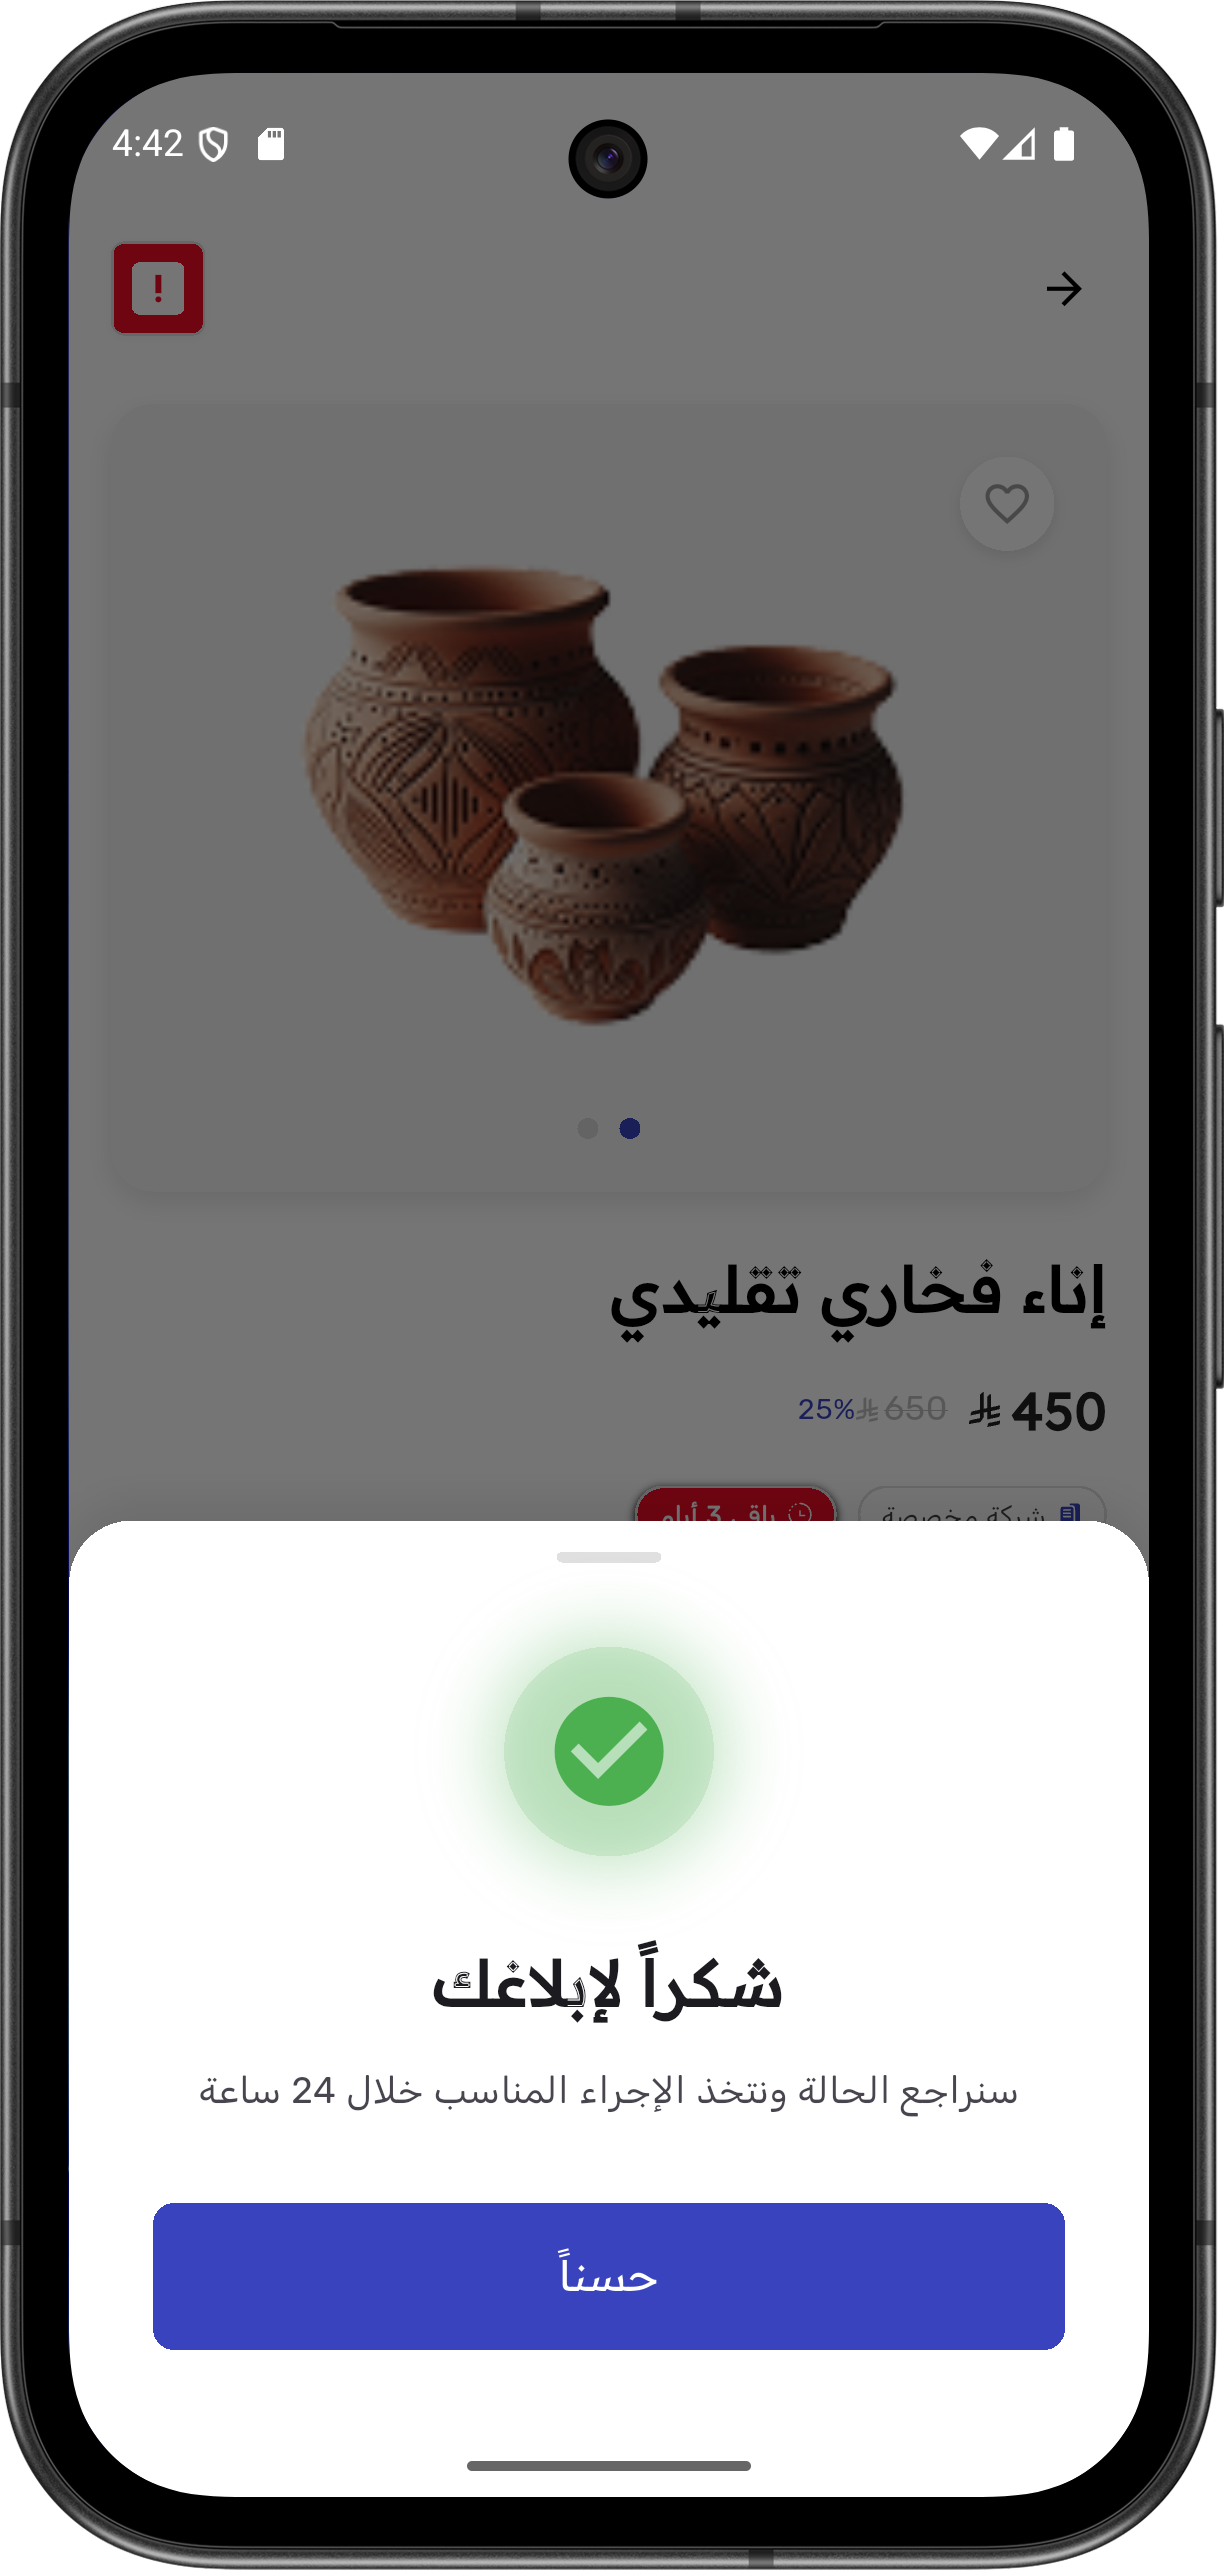 4:42
!
إناء فخاري تقليدي
450 650 25%
شركة مخصصة باقي 3 أيام
شكراً لإبلاغك
سنراجع الحالة ونتخذ الإجراء المناسب خلال 24 ساعة
حسناً